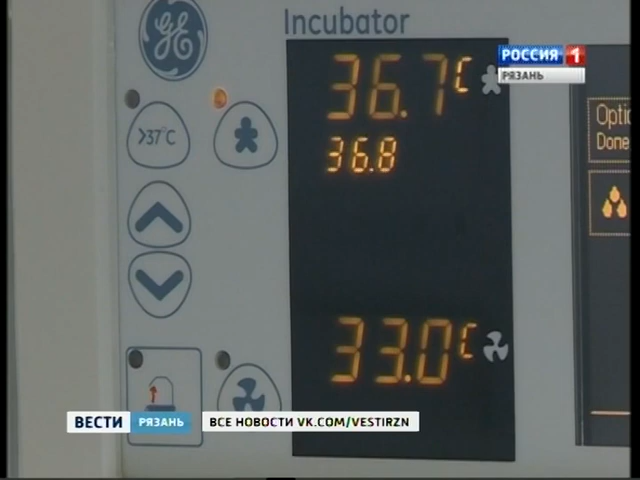 GE
Incubator
36.7 C
36.8
>37°C
33.0 C
Optio
Done
РОССИЯ 1
РЯЗАНЬ
ВЕСТИ РЯЗАНЬ ВСЕ НОВОСТИ VK.COM/VESTIRZN